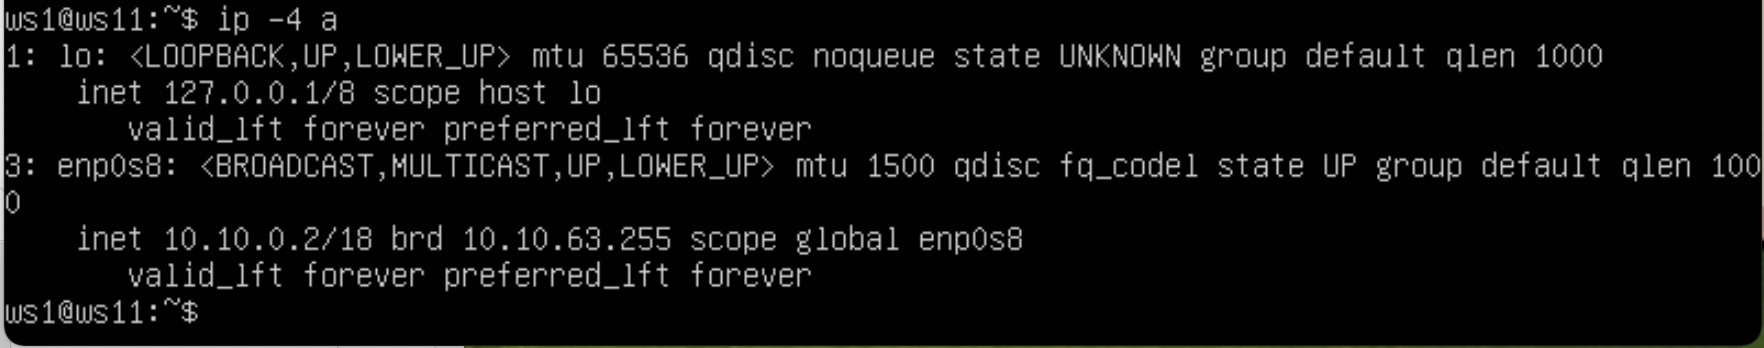 ws1@ws11:~$ ip -4 a
1: lo: <LOOPBACK,UP,LOWER_UP> mtu 65536 qdisc noqueue state UNKNOWN group default qlen 1000
    inet 127.0.0.1/8 scope host lo
       valid_lft forever preferred_lft forever
3: enp0s8: <BROADCAST,MULTICAST,UP,LOWER_UP> mtu 1500 qdisc fq_codel state UP group default qlen 100
0
    inet 10.10.0.2/18 brd 10.10.63.255 scope global enp0s8
       valid_lft forever preferred_lft forever
ws1@ws11:~$